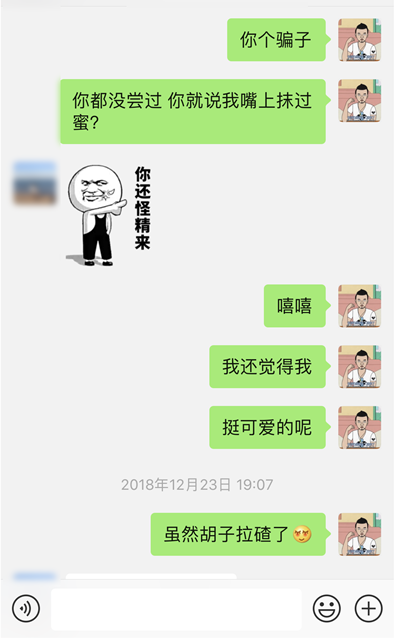 你个骗子
你都没尝过 你就说我嘴上抹过
蜜?
你还怪精来
嘻嘻
我还觉得我
挺可爱的呢
2018年12月23日 19:07
虽然胡子拉碴了😍